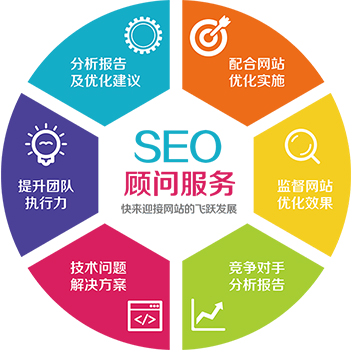 分析报告
及优化建议
配合网站
优化实施
提升团队
执行力
SEO
顾问服务
快来迎接网站的飞跃发展
监督网站
优化效果
技术问题
解决方案
</>
竞争对手
分析报告